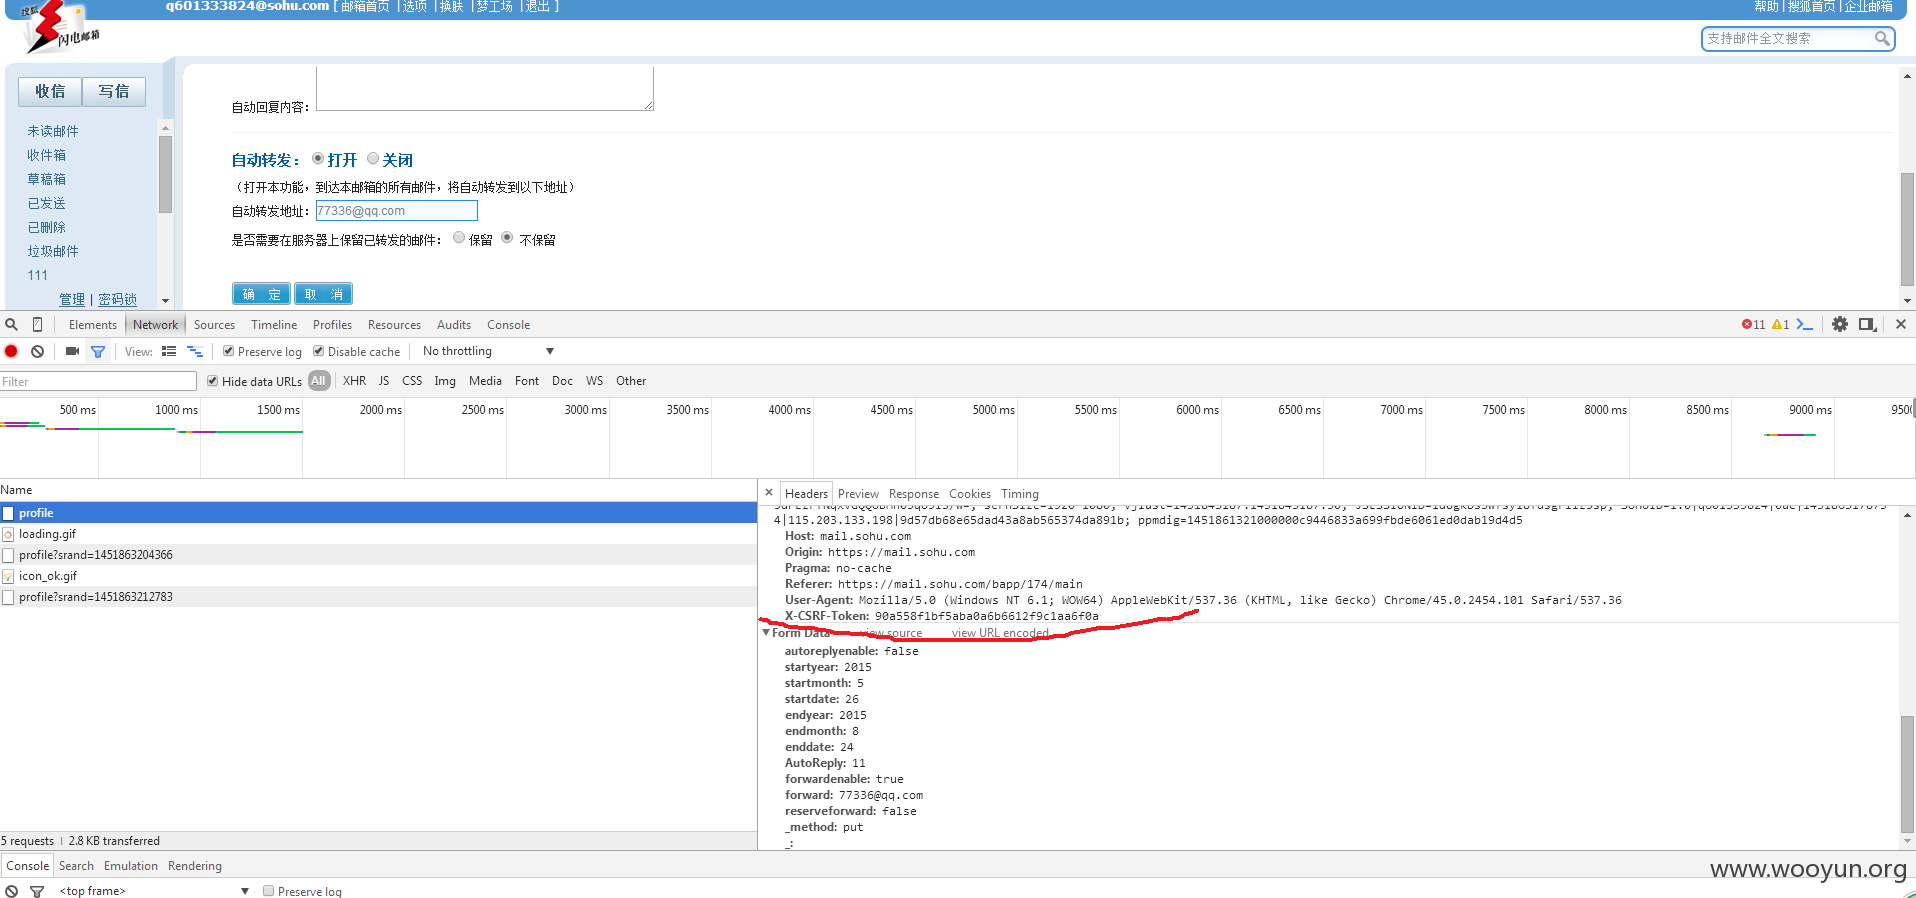 q601333824@sohu.com [ 邮箱首页 | 选项 | 换肤 | 梦工场 | 退出 ]
帮助 | 搜狐首页 | 企业邮箱
搜狐
闪电邮箱
支持邮件全文搜索
收信 写信
未读邮件
收件箱
草稿箱
已发送
已删除
垃圾邮件
111
管理 | 密码锁
自动回复内容：
自动转发： 打开 关闭
（打开本功能，到达本邮箱的所有邮件，将自动转发到以下地址）
自动转发地址： 77336@qq.com
是否需要在服务器上保留已转发的邮件： 保留 不保留
确 定 取 消
Elements Network Sources Timeline Profiles Resources Audits Console
11 1
View: Preserve log Disable cache No throttling
Filter Hide data URLs All XHR JS CSS Img Media Font Doc WS Other
500 ms 1000 ms 1500 ms 2000 ms 2500 ms 3000 ms 3500 ms 4000 ms 4500 ms 5000 ms 5500 ms 6000 ms 6500 ms 7000 ms 7500 ms 8000 ms 8500 ms 9000 ms 9500
Name
profile
loading.gif
profile?srand=1451863204366
icon_ok.gif
profile?srand=1451863212783
5 requests | 2.8 KB transferred
Headers Preview Response Cookies Timing
4|115.203.133.198|9d57db68e65dad43a8ab565374da891b; ppmdig=1451861321000000c9446833a699fbde6061ed0dab19d4d5
Host: mail.sohu.com
Origin: https://mail.sohu.com
Pragma: no-cache
Referer: https://mail.sohu.com/bapp/174/main
User-Agent: Mozilla/5.0 (Windows NT 6.1; WOW64) AppleWebKit/537.36 (KHTML, like Gecko) Chrome/45.0.2454.101 Safari/537.36
X-CSRF-Token: 90a558f1bf5aba0a6b6612f9c1aa6f0a
Form Data view source view URL encoded
autoreplyenable: false
startyear: 2015
startmonth: 5
startdate: 26
endyear: 2015
endmonth: 8
enddate: 24
AutoReply: 11
forwardenable: true
forward: 77336@qq.com
reserveforward: false
_method: put
_:
Console Search Emulation Rendering
<top frame> Preserve log
www.wooyun.org